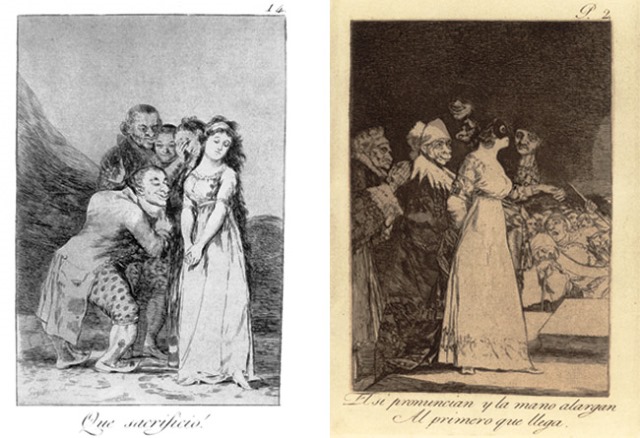 14
Que sacrificio!
P. 2
El si pronuncian y la mano alargan
Al primero que llega.